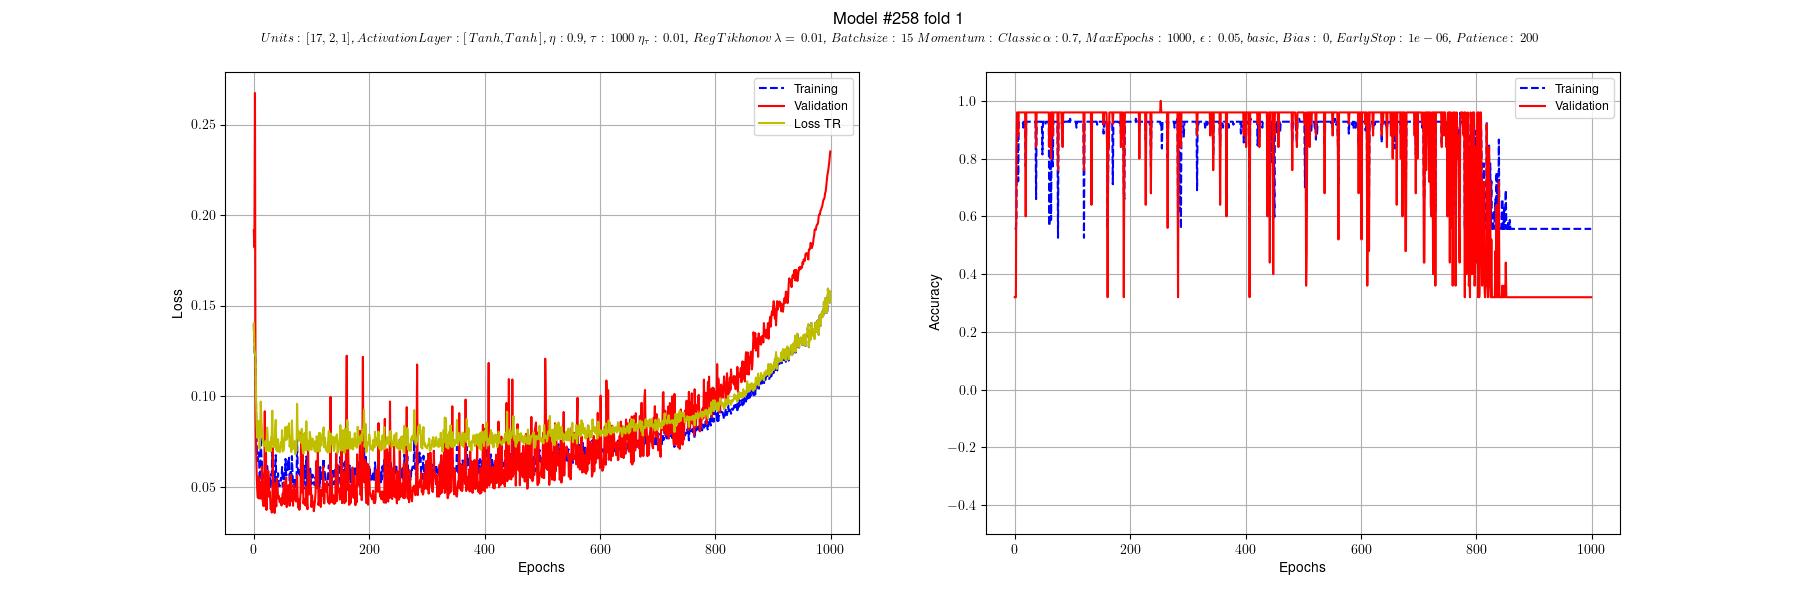 Model #258 fold 1
Units : [17, 2, 1], ActivationLayer : [Tanh, Tanh], η : 0.9, τ : 1000 η_τ : 0.01, RegTikhonov λ = 0.01, Batchsize : 15 Momentum : Classic α : 0.7, MaxEpochs : 1000, ϵ : 0.05, basic, Bias : 0, EarlyStop : 1e − 06, Patience : 200
Training
Validation
Loss TR
0.25
0.20
0.15
0.10
0.05
Loss
0 200 400 600 800 1000
Epochs
Training
Validation
1.0
0.8
0.6
0.4
0.2
0.0
−0.2
−0.4
Accuracy
0 200 400 600 800 1000
Epochs